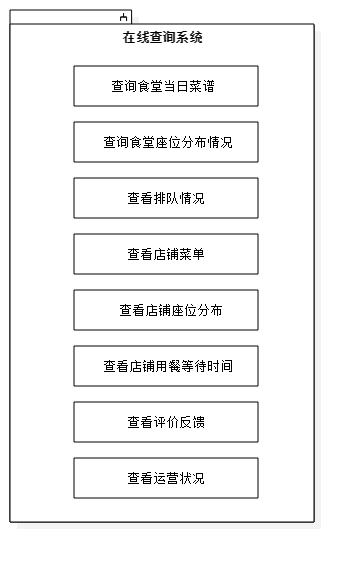 在线查询系统
查询食堂当日菜谱
查询食堂座位分布情况
查看排队情况
查看店铺菜单
查看店铺座位分布
查看店铺用餐等待时间
查看评价反馈
查看运营状况